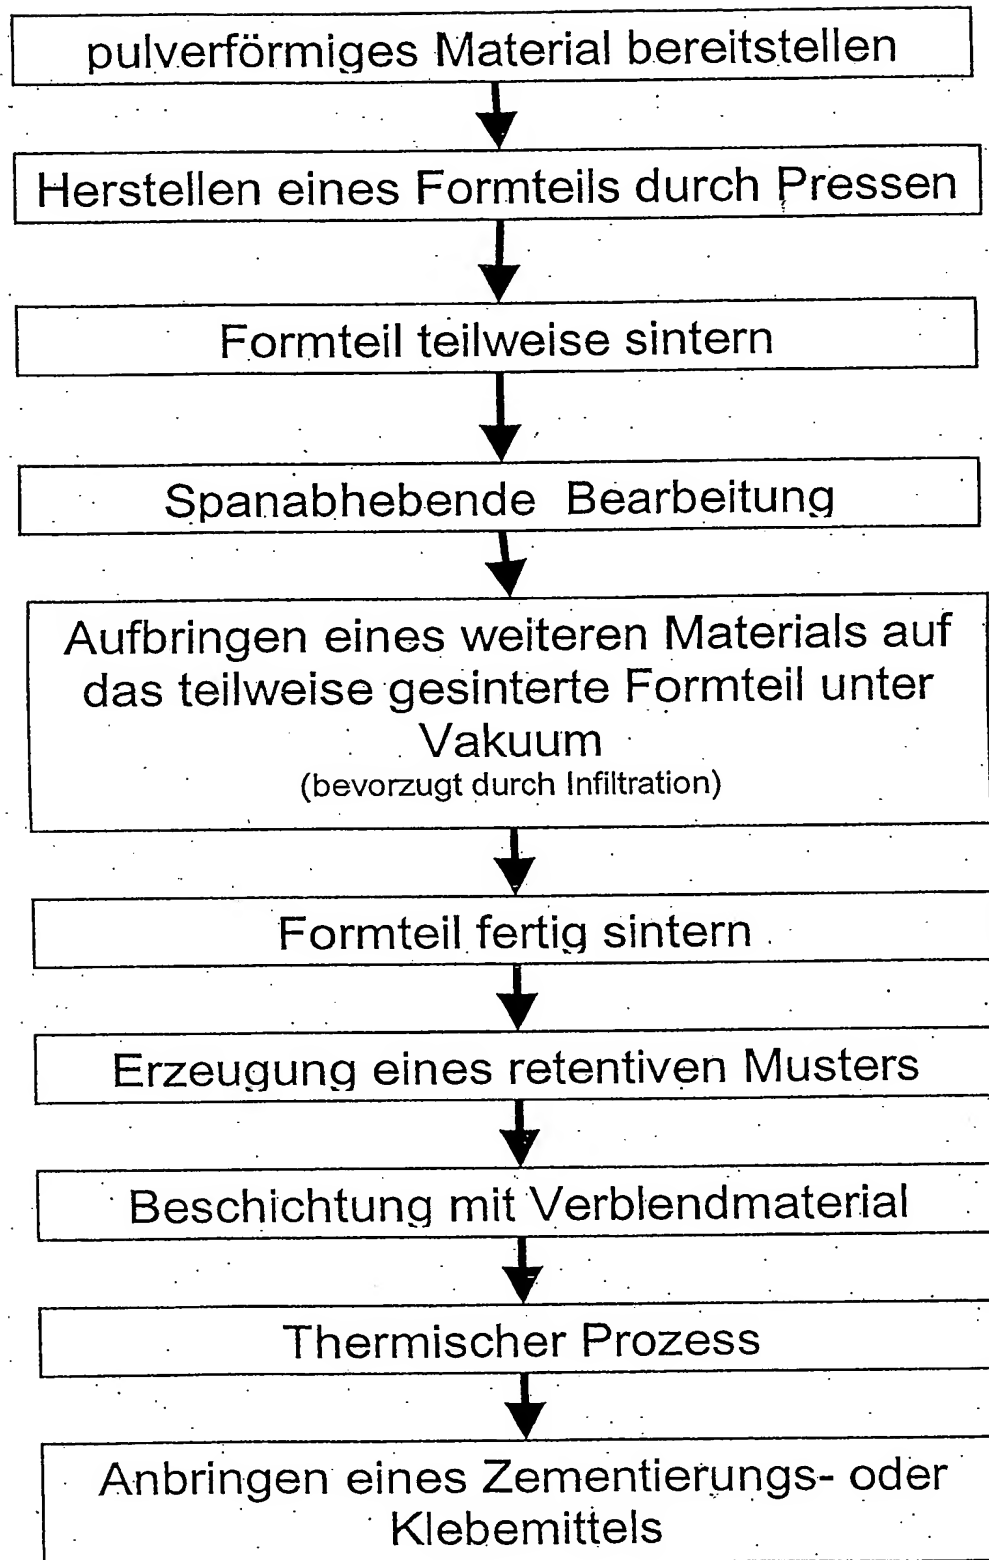 pulverförmiges Material bereitstellen
Herstellen eines Formteils durch Pressen
Formteil teilweise sintern
Spanabhebende Bearbeitung
Aufbringen eines weiteren Materials auf
das teilweise gesinterte Formteil unter
Vakuum
(bevorzugt durch Infiltration)
Formteil fertig sintern
Erzeugung eines retentiven Musters
Beschichtung mit Verblendmaterial
Thermischer Prozess
Anbringen eines Zementierungs- oder
Klebemittels